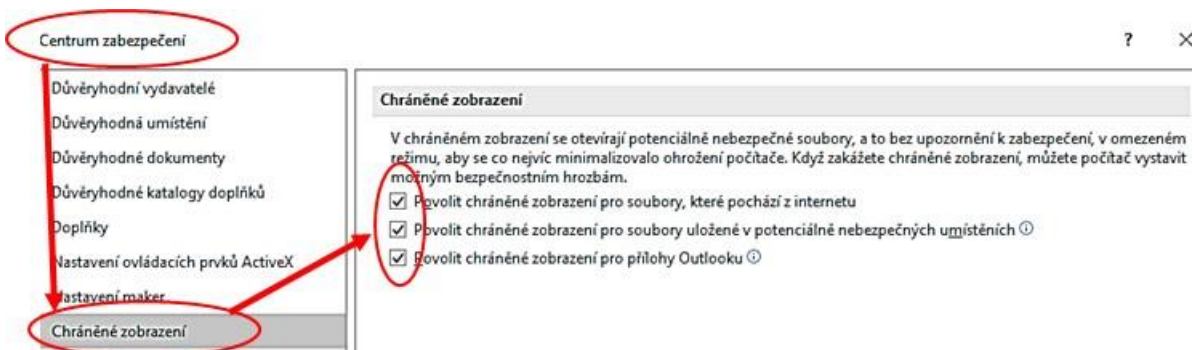 Centrum zabezpečení
? ×
Důvěryhodní vydavatelé
Důvěryhodná umístění
Důvěryhodné dokumenty
Důvěryhodné katalogy doplňků
Doplňky
Nastavení ovládacích prvků ActiveX
Nastavení maker
Chráněné zobrazení
Chráněné zobrazení
V chráněném zobrazení se otevírají potenciálně nebezpečné soubory, a to bez upozornění k zabezpečení, v omezeném
režimu, aby se co nejvíc minimalizovalo ohrožení počítače. Když zakážete chráněné zobrazení, můžete počítač vystavit
možným bezpečnostním hrozbám.
Povolit chráněné zobrazení pro soubory, které pochází z internetu
Povolit chráněné zobrazení pro soubory uložené v potenciálně nebezpečných umístěních
Povolit chráněné zobrazení pro přílohy Outlooku